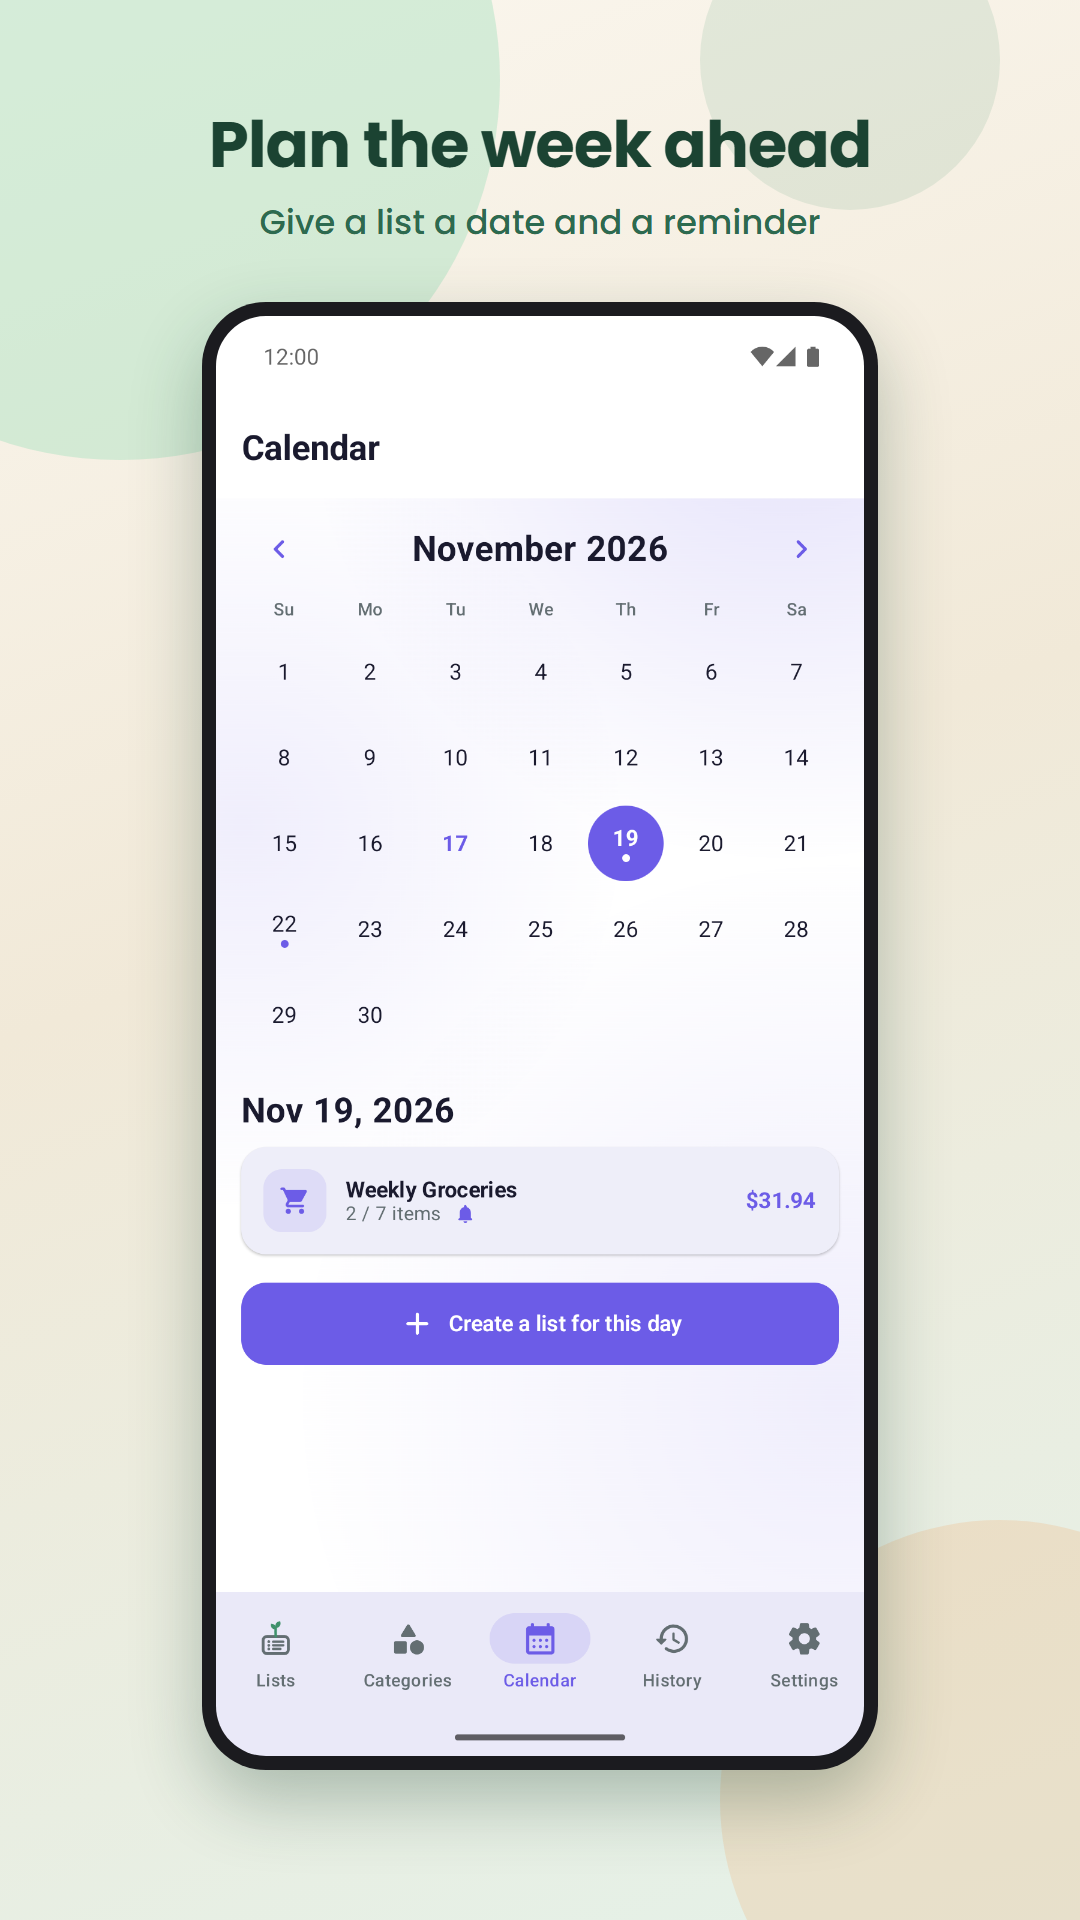 Plan the week ahead
Give a list a date and a reminder
12:00
Calendar
November 2026
Su Mo Tu We Th Fr Sa
1 2 3 4 5 6 7
8 9 10 11 12 13 14
15 16 17 18 19 20 21
22 23 24 25 26 27 28
29 30
Nov 19, 2026
Weekly Groceries
2 / 7 items
$31.94
Create a list for this day
Lists Categories Calendar History Settings